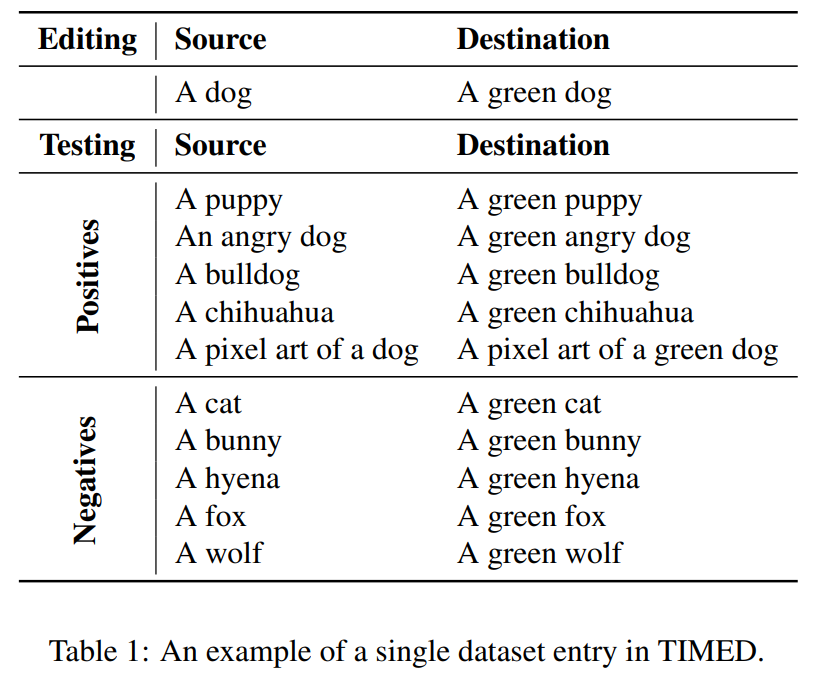 Editing Source Destination
A dog A green dog
Testing Source Destination
Positives
A puppy A green puppy
An angry dog A green angry dog
A bulldog A green bulldog
A chihuahua A green chihuahua
A pixel art of a dog A pixel art of a green dog
Negatives
A cat A green cat
A bunny A green bunny
A hyena A green hyena
A fox A green fox
A wolf A green wolf
Table 1: An example of a single dataset entry in TIMED.